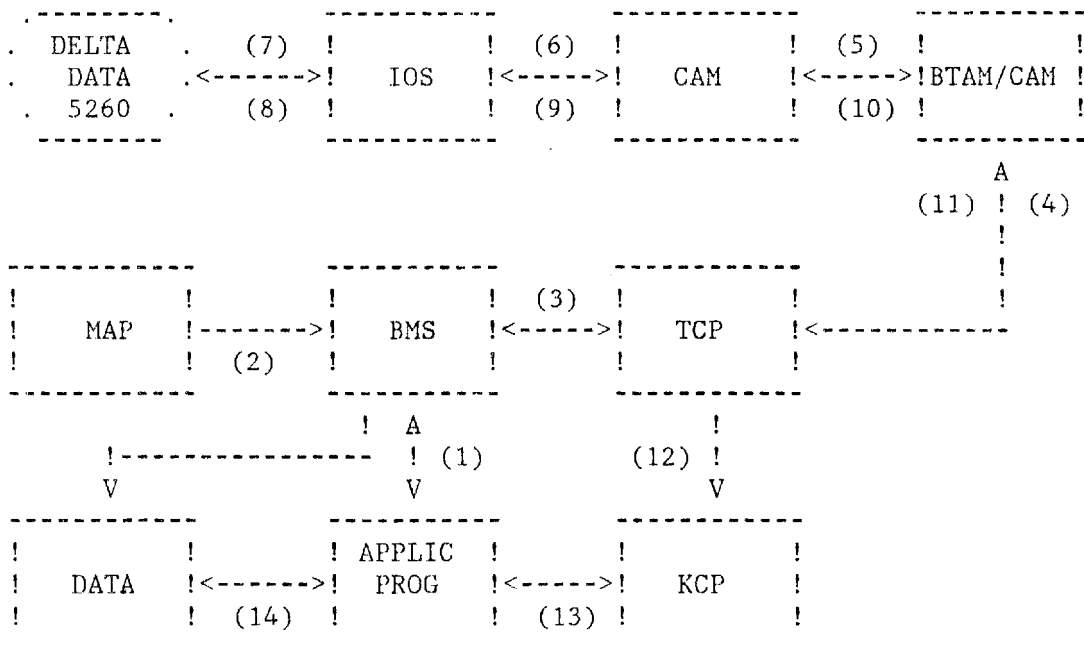 DELTA (7) (6) (5)
DATA IOS CAM BTAM/CAM
5260 (8) (9) (10)
A
(11) (4)
(3)
MAP BMS TCP
(2)
A
(1) (12)
V V V
APPLIC
DATA PROG KCP
(14) (13)